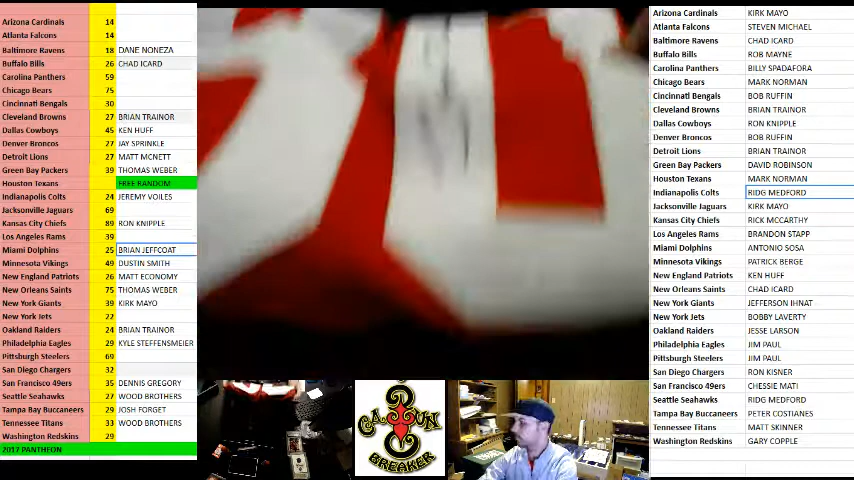 Arizona Cardinals 14
Atlanta Falcons 14
Baltimore Ravens 18 DANE NONEZA
Buffalo Bills 26 CHAD ICARD
Carolina Panthers 59
Chicago Bears 75
Cincinnati Bengals 30
Cleveland Browns 27 BRIAN TRAINOR
Dallas Cowboys 45 KEN HUFF
Denver Broncos 27 JAY SPRINKLE
Detroit Lions 27 MATT MCNETT
Green Bay Packers 39 THOMAS WEBER
Houston Texans FREE RANDOM
Indianapolis Colts 24 JEREMY VOILES
Jacksonville Jaguars 69
Kansas City Chiefs 89 RON KNIPPLE
Los Angeles Rams 39
Miami Dolphins 25 BRIAN JEFFCOAT
Minnesota Vikings 49 DUSTIN SMITH
New England Patriots 26 MATT ECONOMY
New Orleans Saints 75 THOMAS WEBER
New York Giants 39 KIRK MAYO
New York Jets 22
Oakland Raiders 24 BRIAN TRAINOR
Philadelphia Eagles 29 KYLE STEFFENSMEIER
Pittsburgh Steelers 69
San Diego Chargers 32
San Francisco 49ers 35 DENNIS GREGORY
Seattle Seahawks 27 WOOD BROTHERS
Tampa Bay Buccaneers 29 JOSH FORGET
Tennessee Titans 33 WOOD BROTHERS
Washington Redskins 29
2017 PANTHEON
CAJUN
BREAKER
Arizona Cardinals KIRK MAYO
Atlanta Falcons STEVEN MICHAEL
Baltimore Ravens CHAD ICARD
Buffalo Bills ROB MAYNE
Carolina Panthers BILLY SPADAFORA
Chicago Bears MARK NORMAN
Cincinnati Bengals BOB RUFFIN
Cleveland Browns BRIAN TRAINOR
Dallas Cowboys RON KNIPPLE
Denver Broncos BOB RUFFIN
Detroit Lions BRIAN TRAINOR
Green Bay Packers DAVID ROBINSON
Houston Texans MARK NORMAN
Indianapolis Colts RIDG MEDFORD
Jacksonville Jaguars KIRK MAYO
Kansas City Chiefs RICK MCCARTHY
Los Angeles Rams BRANDON STAPP
Miami Dolphins ANTONIO SOSA
Minnesota Vikings PATRICK BERGE
New England Patriots KEN HUFF
New Orleans Saints CHAD ICARD
New York Giants JEFFERSON IHNAT
New York Jets BOBBY LAVERTY
Oakland Raiders JESSE LARSON
Philadelphia Eagles JIM PAUL
Pittsburgh Steelers JIM PAUL
San Diego Chargers RON KISNER
San Francisco 49ers CHESSIE MATI
Seattle Seahawks RIDG MEDFORD
Tampa Bay Buccaneers PETER COSTIANES
Tennessee Titans MATT SKINNER
Washington Redskins GARY COPPLE